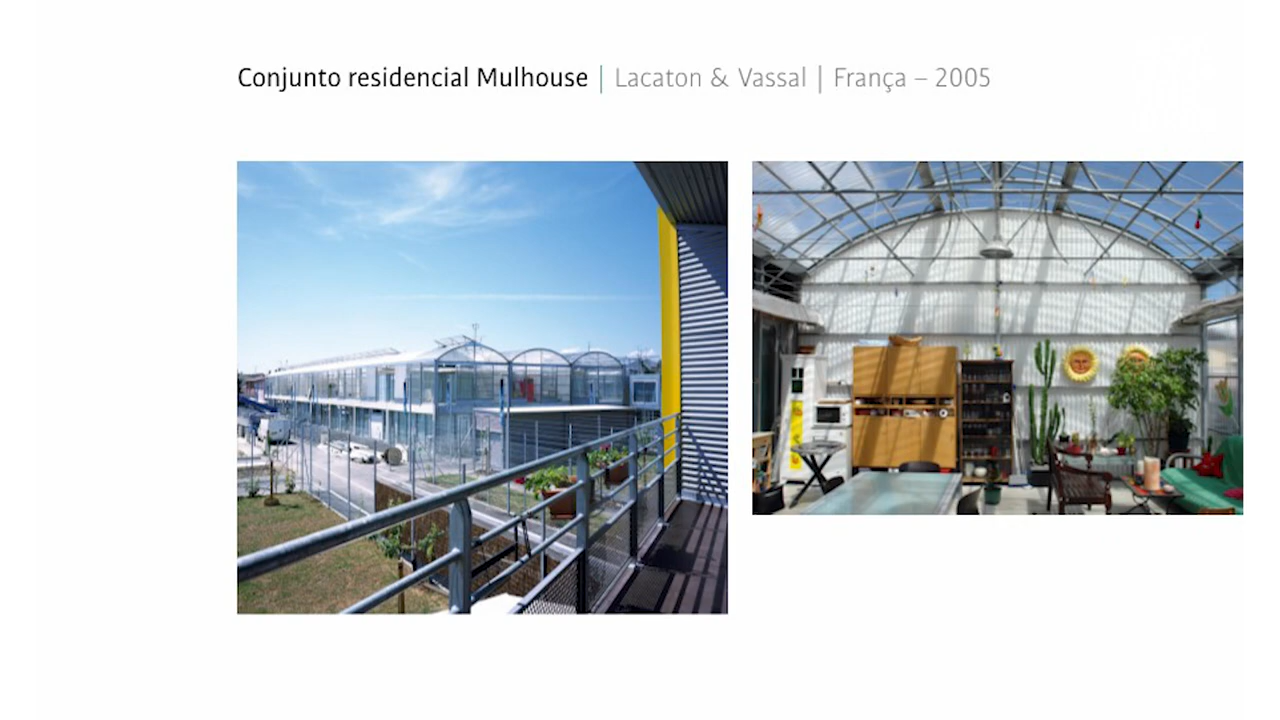 Conjunto residencial Mulhouse | Lacaton & Vassal | França – 2005